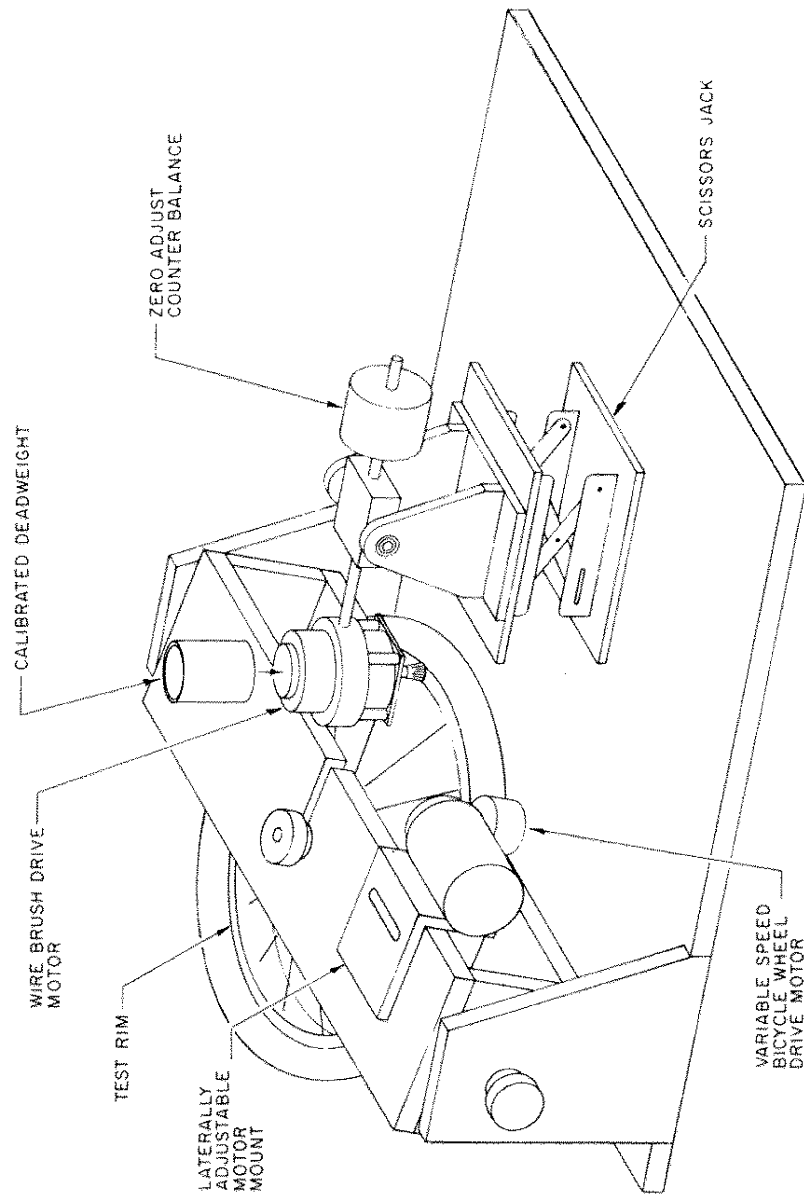 CALIBRATED DEADWEIGHT
WIRE BRUSH DRIVE
MOTOR
TEST RIM
LATERALLY
ADJUSTABLE
MOTOR
MOUNT
ZERO ADJUST
COUNTER BALANCE
SCISSORS JACK
VARIABLE SPEED
BICYCLE WHEEL
DRIVE MOTOR